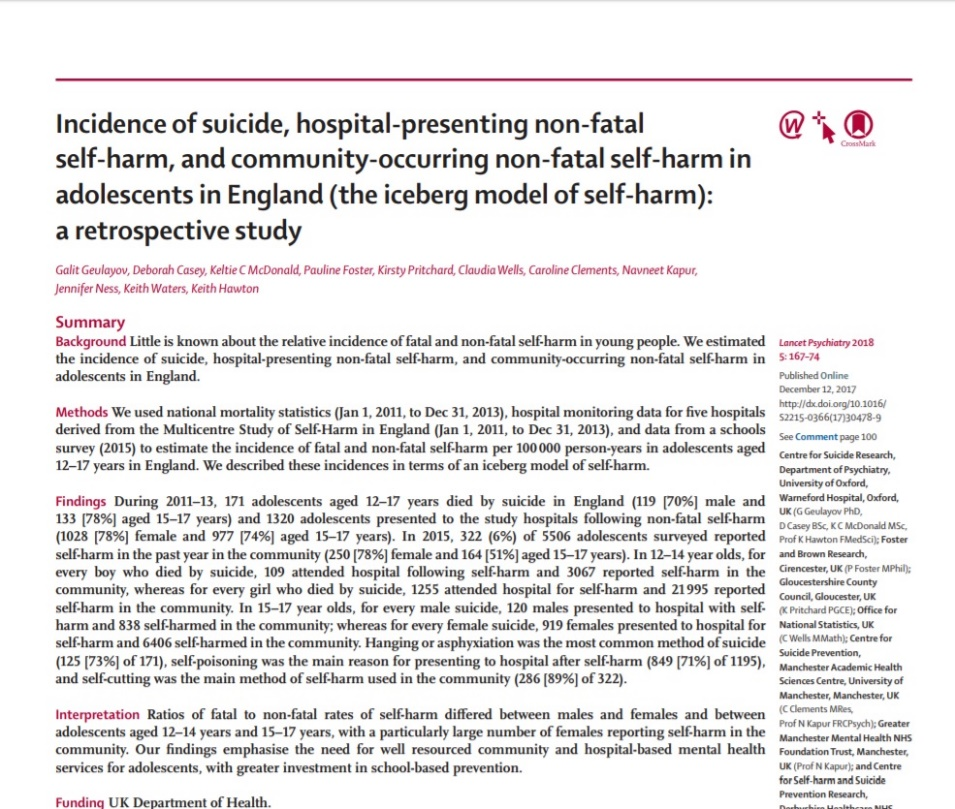 CrossMark
Incidence of suicide, hospital-presenting non-fatal
self-harm, and community-occurring non-fatal self-harm in
adolescents in England (the iceberg model of self-harm):
a retrospective study
Galit Geulayov, Deborah Casey, Keltie C McDonald, Pauline Foster, Kirsty Pritchard, Claudia Wells, Caroline Clements, Navneet Kapur,
Jennifer Ness, Keith Waters, Keith Hawton
Summary
Background Little is known about the relative incidence of fatal and non-fatal self-harm in young people. We estimated
the incidence of suicide, hospital-presenting non-fatal self-harm, and community-occurring non-fatal self-harm in
adolescents in England.
Methods We used national mortality statistics (Jan 1, 2011, to Dec 31, 2013), hospital monitoring data for five hospitals
derived from the Multicentre Study of Self-Harm in England (Jan 1, 2011, to Dec 31, 2013), and data from a schools
survey (2015) to estimate the incidence of fatal and non-fatal self-harm per 100 000 person-years in adolescents aged
12–17 years in England. We described these incidences in terms of an iceberg model of self-harm.
Findings During 2011–13, 171 adolescents aged 12–17 years died by suicide in England (119 [70%] male and
133 [78%] aged 15–17 years) and 1320 adolescents presented to the study hospitals following non-fatal self-harm
(1028 [78%] female and 977 [74%] aged 15–17 years). In 2015, 322 (6%) of 5506 adolescents surveyed reported
self-harm in the past year in the community (250 [78%] female and 164 [51%] aged 15–17 years). In 12–14 year olds, for
every boy who died by suicide, 109 attended hospital following self-harm and 3067 reported self-harm in the
community, whereas for every girl who died by suicide, 1255 attended hospital for self-harm and 21 995 reported
self-harm in the community. In 15–17 year olds, for every male suicide, 120 males presented to hospital with self-
harm and 838 self-harmed in the community; whereas for every female suicide, 919 females presented to hospital for
self-harm and 6406 self-harmed in the community. Hanging or asphyxiation was the most common method of suicide
(125 [73%] of 171), self-poisoning was the main reason for presenting to hospital after self-harm (849 [71%] of 1195),
and self-cutting was the main method of self-harm used in the community (286 [89%] of 322).
Interpretation Ratios of fatal to non-fatal rates of self-harm differed between males and females and between
adolescents aged 12–14 years and 15–17 years, with a particularly large number of females reporting self-harm in the
community. Our findings emphasise the need for well resourced community and hospital-based mental health
services for adolescents, with greater investment in school-based prevention.
Funding UK Department of Health.
Lancet Psychiatry 2018
5: 167–74
Published Online
December 12, 2017
http://dx.doi.org/10.1016/
S2215-0366(17)30478-9
See Comment page 100
Centre for Suicide Research,
Department of Psychiatry,
University of Oxford,
Warneford Hospital, Oxford,
UK (G Geulayov PhD,
D Casey BSc, K C McDonald MSc,
Prof K Hawton FMedSci); Foster
and Brown Research,
Cirencester, UK (P Foster MPhil);
Gloucestershire County
Council, Gloucester, UK
(K Pritchard PGCE); Office for
National Statistics, UK
(C Wells MMath); Centre for
Suicide Prevention,
Manchester Academic Health
Sciences Centre, University of
Manchester, Manchester, UK
(C Clements MRes,
Prof N Kapur FRCPsych); Greater
Manchester Mental Health NHS
Foundation Trust, Manchester,
UK (Prof N Kapur); and Centre
for Self-harm and Suicide
Prevention Research,
Derbyshire Healthcare NHS